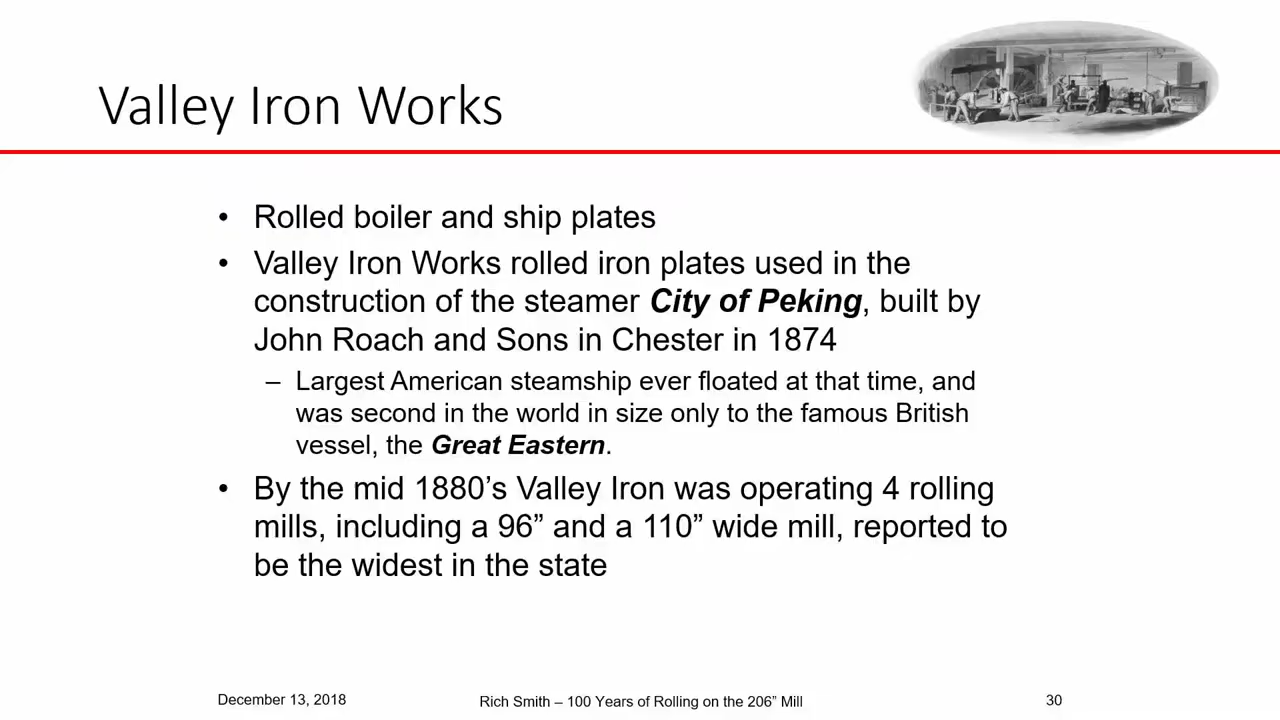 Valley Iron Works
• Rolled boiler and ship plates
• Valley Iron Works rolled iron plates used in the
construction of the steamer City of Peking, built by
John Roach and Sons in Chester in 1874
– Largest American steamship ever floated at that time, and
was second in the world in size only to the famous British
vessel, the Great Eastern.
• By the mid 1880’s Valley Iron was operating 4 rolling
mills, including a 96” and a 110” wide mill, reported to
be the widest in the state
December 13, 2018
Rich Smith – 100 Years of Rolling on the 206” Mill
30